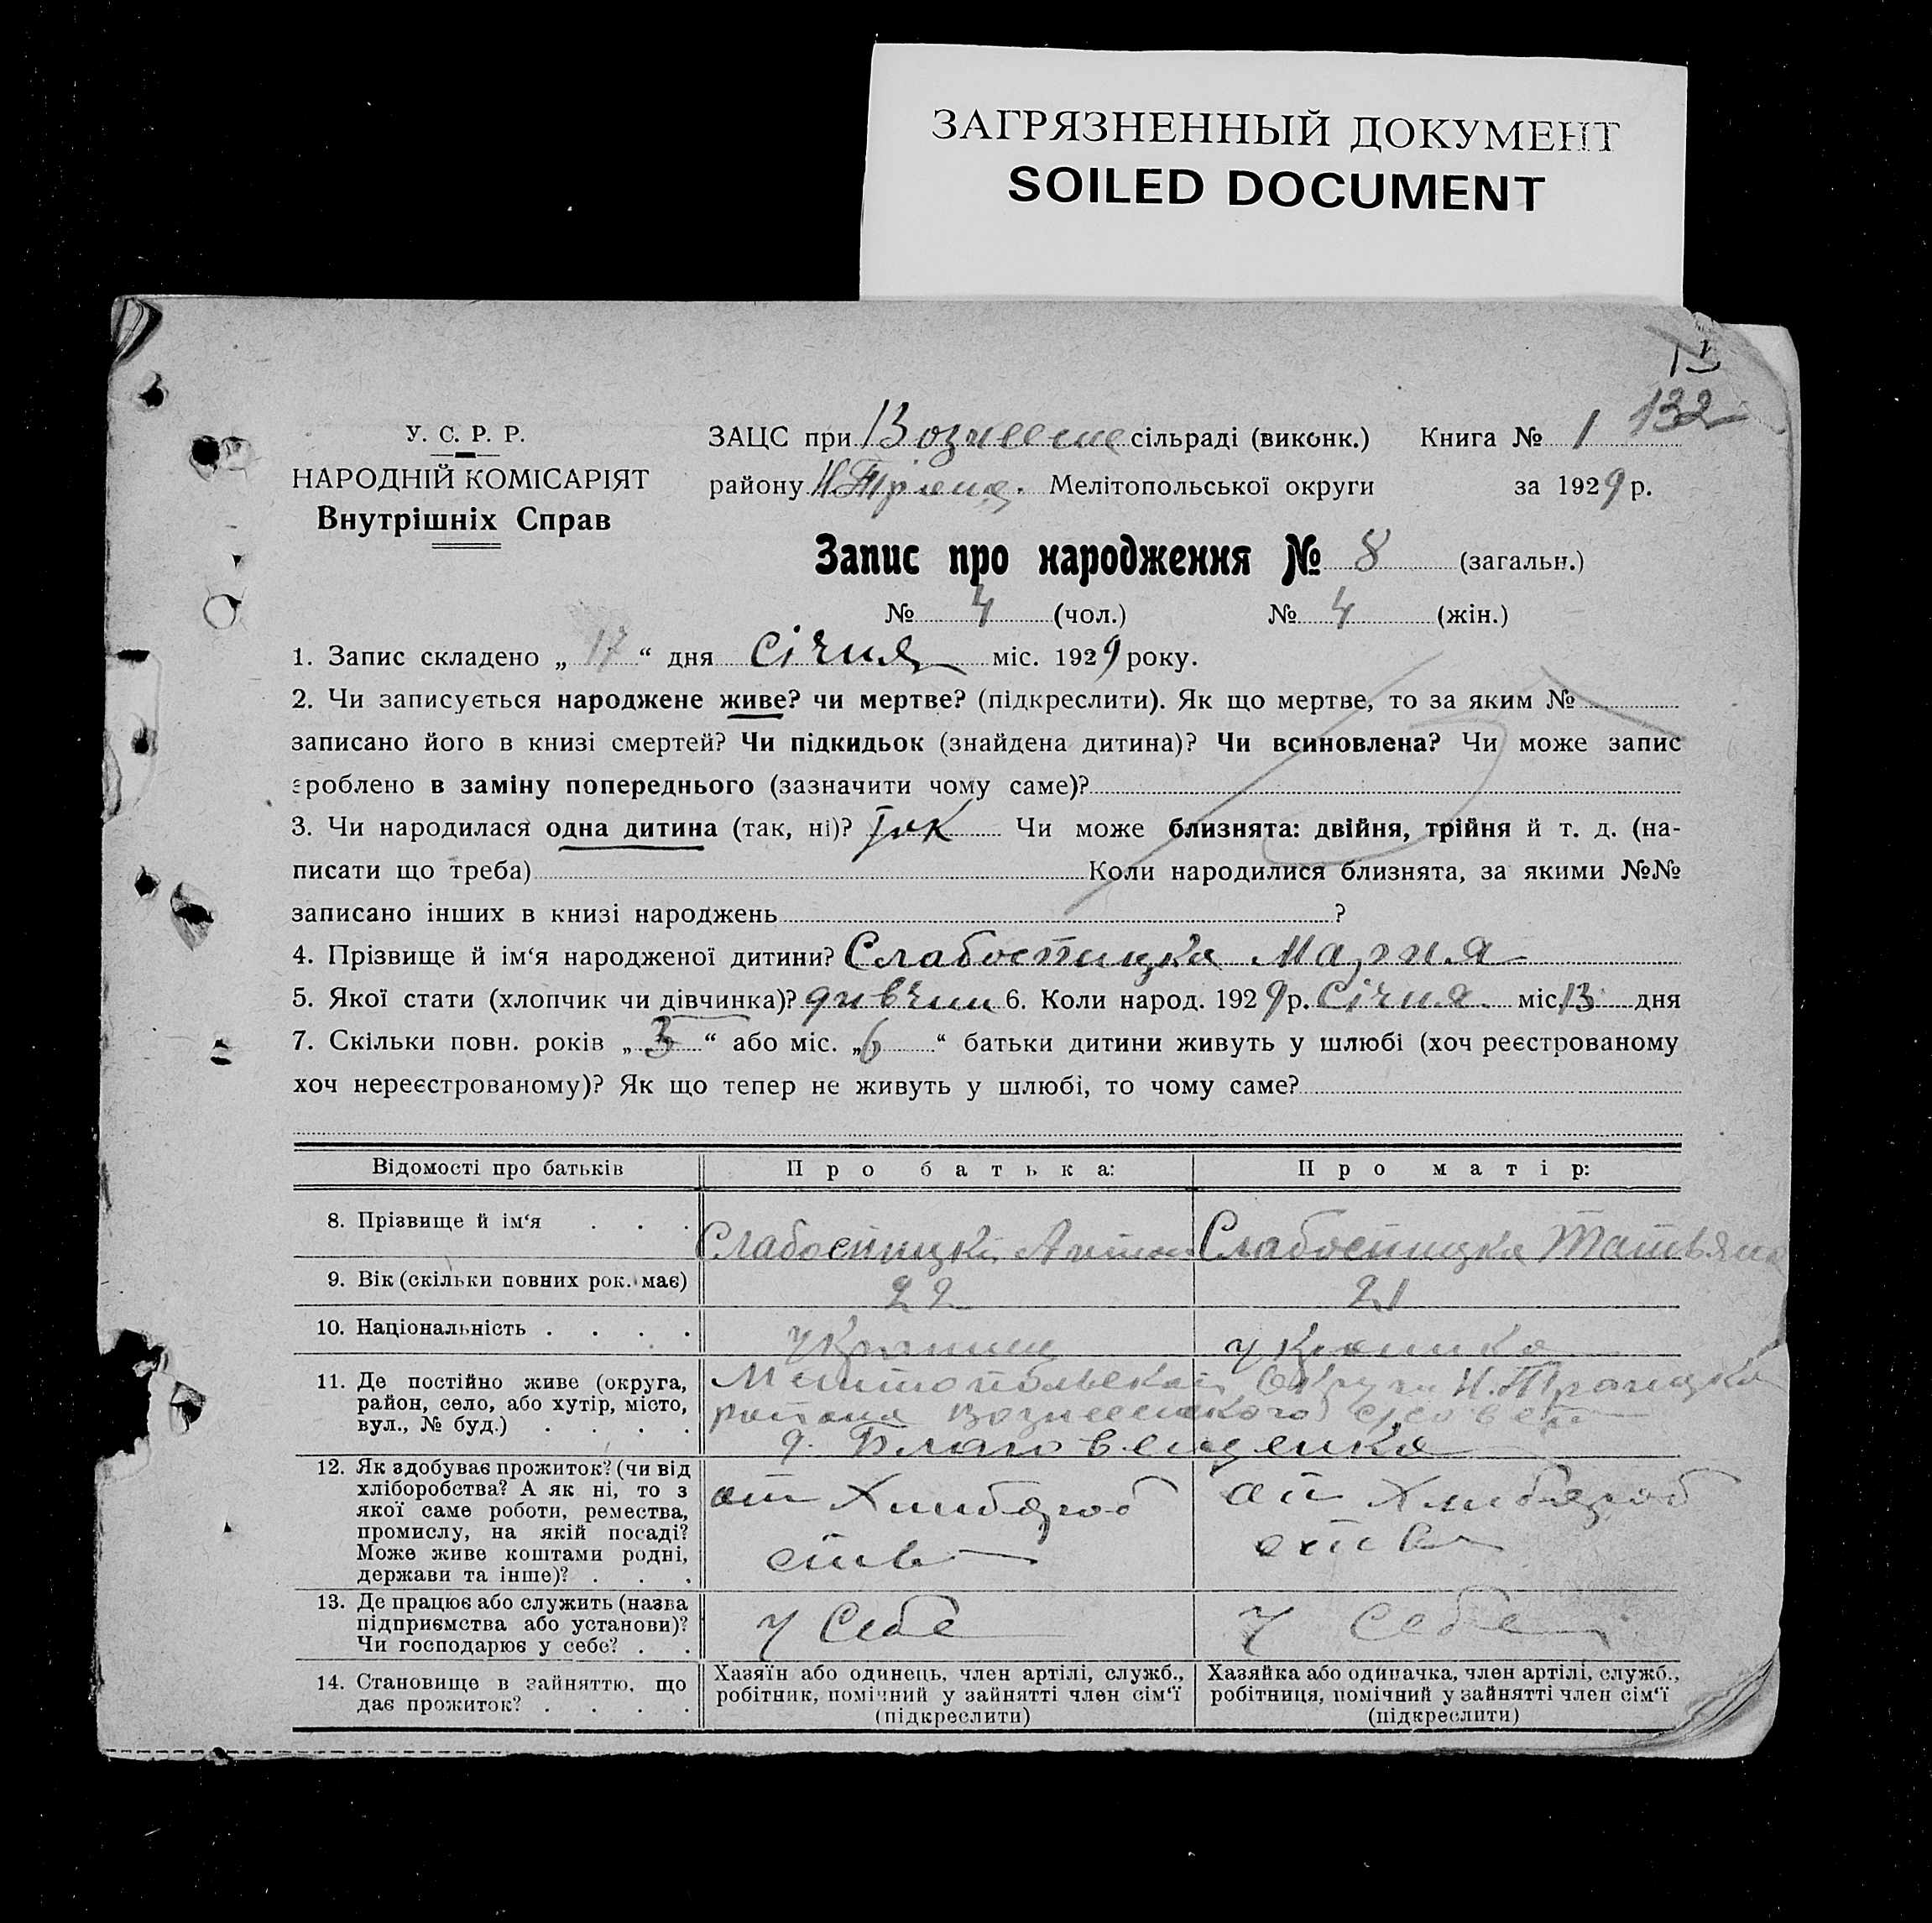 ЗАГРЯЗНЕННЫЙ ДОКУМЕНТ
SOILED DOCUMENT
132
У. С. Р. Р.
НАРОДНІЙ КОМІСАРІЯТ
Внутрішніх Справ
ЗАЦС при Вознесенс сільраді (виконк.) Книга № 1
району Н. Мелітопольської округи за 1929 р.
Запис про народження № 8 (загальн.)
№ 4 (чол.) № 4 (жін.)
1. Запис складено „ 17 “ дня Січня міс. 1929 року.
2. Чи записується народжене живе? чи мертве? (підкреслити). Як що мертве, то за яким №
записано його в книзі смертей? Чи підкидьок (знайдена дитина)? Чи всиновлена? Чи може запис
зроблено в заміну попереднього (зазначити чому саме)?
3. Чи народилася одна дитина (так, ні)? так Чи може близнята: двійня, трійня й т. д. (на-
писати що треба) Коли народилися близнята, за якими №№
записано інших в книзі народжень ?
4. Прізвище й ім‘я народженої дитини? Слабостицка Мария
5. Якої стати (хлопчик чи дівчинка)? дивчин 6. Коли народ. 1929 р. Січня міс. 13 дня
7. Скільки повн. років „ 3 “ або міс. „ 6 “ батьки дитини живуть у шлюбі (хоч реєстрованому
хоч нереєстрованому)? Як що тепер не живуть у шлюбі, то чому саме?
Відомості про батьків Про батька: Про матір:
8. Прізвище й ім‘я . . . Слабостицкі Антон Слабостицка Татьяна
9. Вік (скільки повних рок. має) 22 21
10. Національність . . . . украинец украинка
11. Де постійно живе (округа, район, село, або хутір, місто, вул., № буд.) . . . .
Мелитопольской Округи Н. Троицка
района Вознесенского
д. Благовещенка
12. Як здобуває прожиток? (чи від хліборобства? А як ні, то з якої саме роботи, ремества, промислу, на якій посаді? Може живе коштами родні, держави та інше)? . . .
от Хлибороб от Хлибороб
ств ства
13. Де працює або служить (назва підприємства або установи)? Чи господарює у себе? . .
у Себе у Себе
14. Становище в зайняттю, що дає прожиток? . . . .
Хазяїн або одинець, член артілі, служб., робітник, помічний у зайнятті член сім‘ї (підкреслити)
Хазяйка або одиначка, член артілі, служб., робітниця, помічний у зайнятті член сім‘ї (підкреслити)